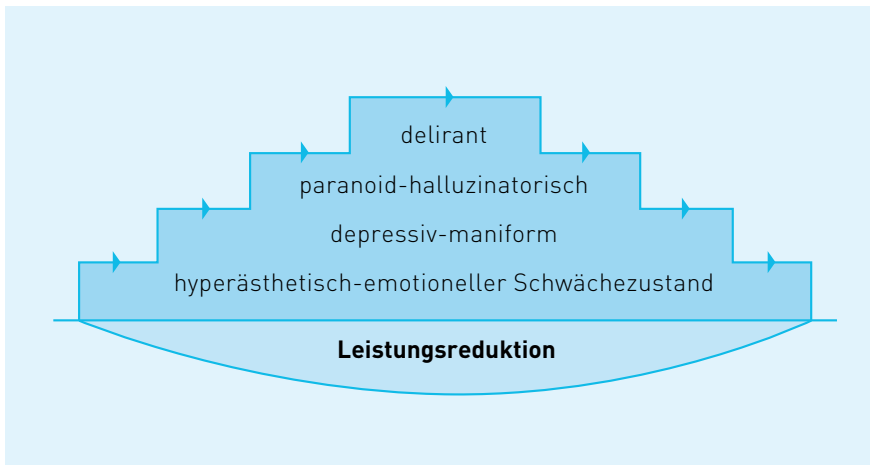 delirant
paranoid-halluzinatorisch
depressiv-maniform
hyperästhetisch-emotioneller Schwächezustand
Leistungsreduktion